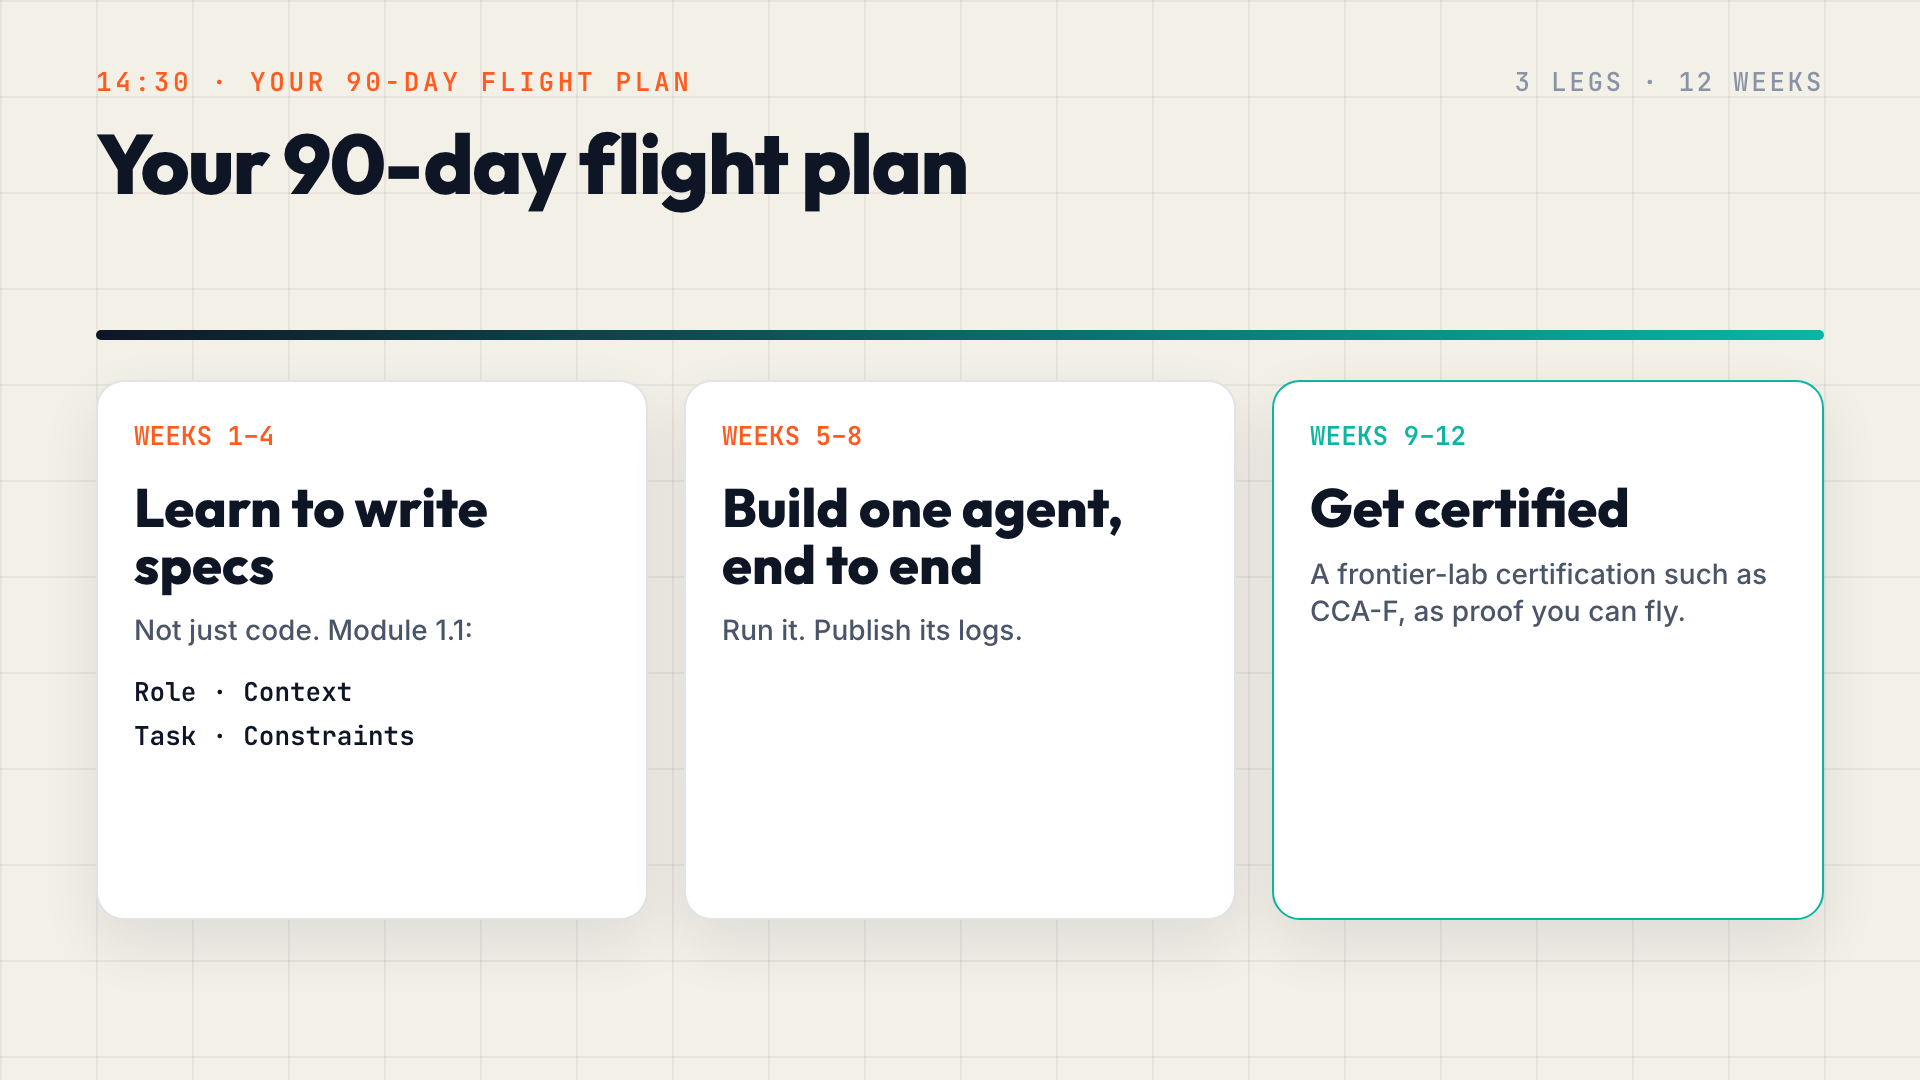 14:30 · YOUR 90-DAY FLIGHT PLAN
3 LEGS · 12 WEEKS
Your 90-day flight plan
WEEKS 1–4
Learn to write
specs
Not just code. Module 1.1:
Role · Context
Task · Constraints
WEEKS 5–8
Build one agent,
end to end
Run it. Publish its logs.
WEEKS 9–12
Get certified
A frontier-lab certification such as
CCA-F, as proof you can fly.